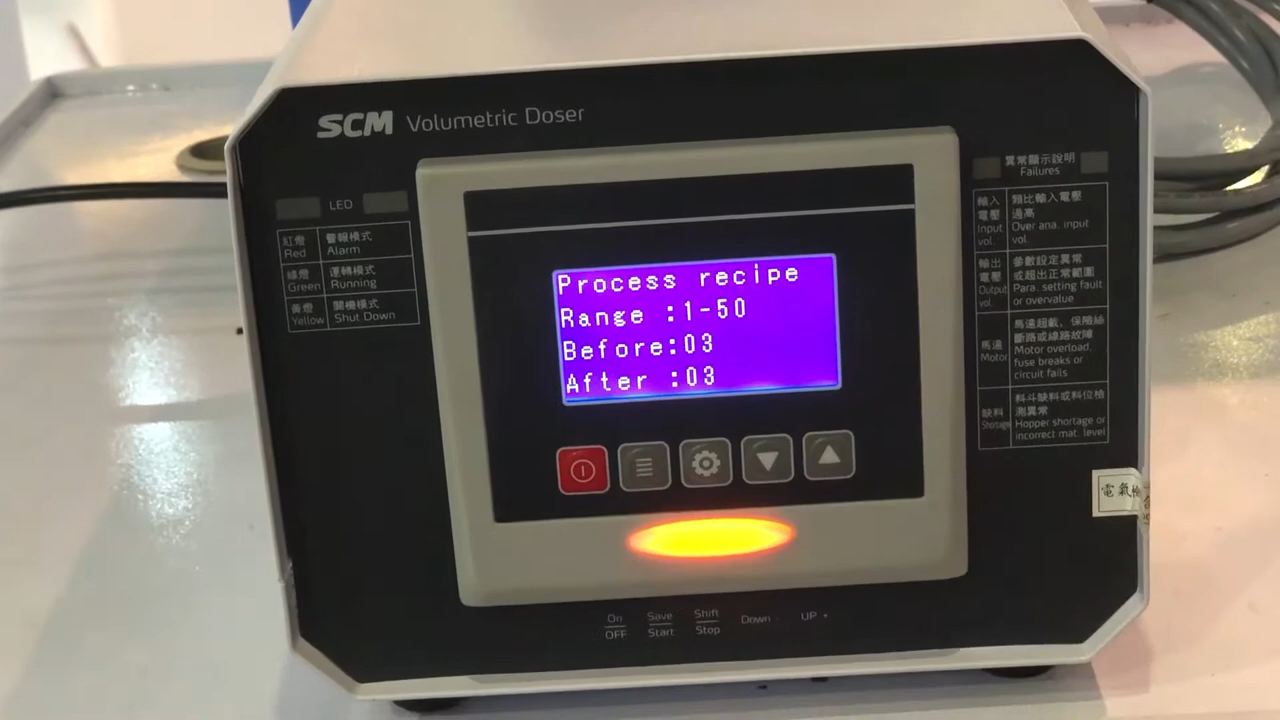 SCM Volumetric Doser
LED
紅燈
Red
警報模式
Alarm
綠燈
Green
運轉模式
Running
黃燈
Yellow
關機模式
Shut Down
Process recipe
Range :1-50
Before:03
After :03
異常顯示說明
Failures
輸入
電壓
Input
vol.
類比輸入電壓
過高
Over ana. input
vol.
輸出
電壓
Output
vol.
參數設定異常
或超出正常範圍
Para. setting fault
or overvalue
馬達
Motor
馬達超載、保險絲
斷路或線路故障
Motor overload,
fuse breaks or
circuit fails
缺料
Shortage
料斗缺料或料位檢
測異常
Hopper shortage or
incorrect mat. level
電氣
On
OFF
Save
Start
Shift
Stop
Down -
UP +